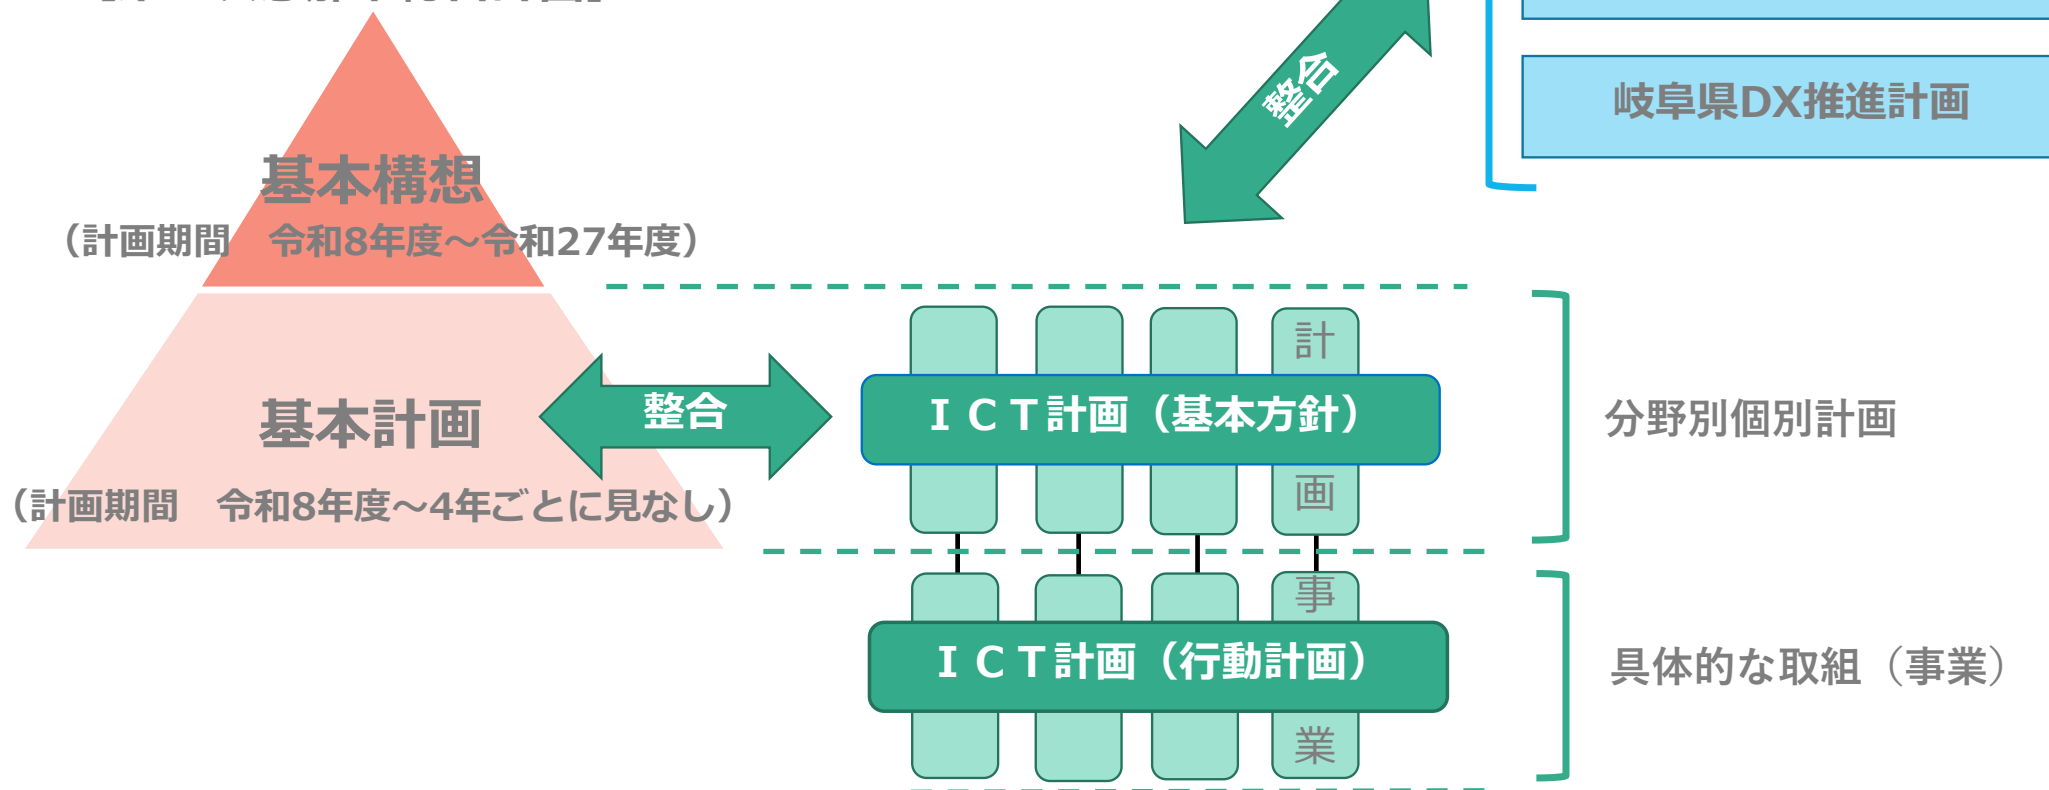 整合
岐阜県DX推進計画
基本構想
（計画期間　令和8年度～令和27年度）
計
画
基本計画
整合
ＩＣＴ計画（基本方針）
分野別個別計画
（計画期間　令和8年度～4年ごとに見なし）
事
業
ＩＣＴ計画（行動計画）
具体的な取組（事業）